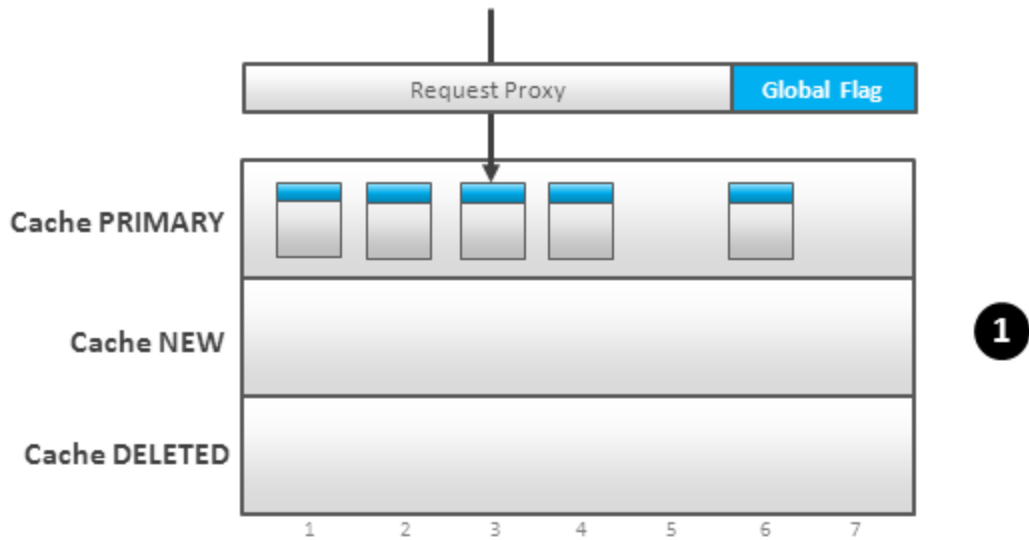 Request Proxy Global Flag
Cache PRIMARY
Cache NEW
1
Cache DELETED
1 2 3 4 5 6 7